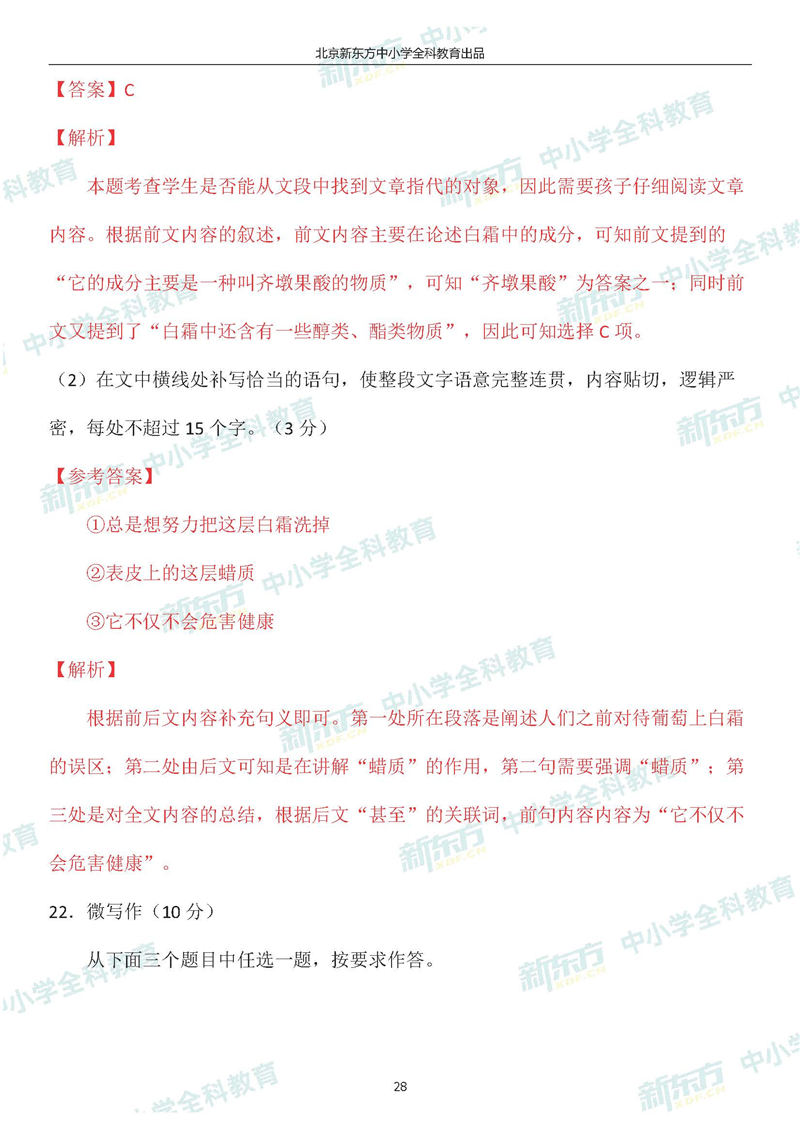 北京新东方中小学全科教育出品
【答案】C
【解析】
本题考查学生是否能从文段中找到文章指代的对象，因此需要孩子仔细阅读文章
内容。根据前文内容的叙述，前文内容主要在论述白霜中的成分，可知前文提到的
“它的成分主要是一种叫齐墩果酸的物质”，可知“齐墩果酸”为答案之一；同时前
文又提到了“白霜中还含有一些醇类、酯类物质”，因此可知选择 C 项。
（2）在文中横线处补写恰当的语句，使整段文字语意完整连贯，内容贴切，逻辑严
密，每处不超过 15 个字。（3 分）
【参考答案】
①总是想努力把这层白霜洗掉
②表皮上的这层蜡质
③它不仅不会危害健康
【解析】
根据前后文内容补充句义即可。第一处所在段落是阐述人们之前对待葡萄上白霜
的误区；第二处由后文可知是在讲解“蜡质”的作用，第二句需要强调“蜡质”；第
三处是对全文内容的总结，根据后文“甚至”的关联词，前句内容内容为“它不仅不
会危害健康”。
22．微写作（10 分）
从下面三个题目中任选一题，按要求作答。
28